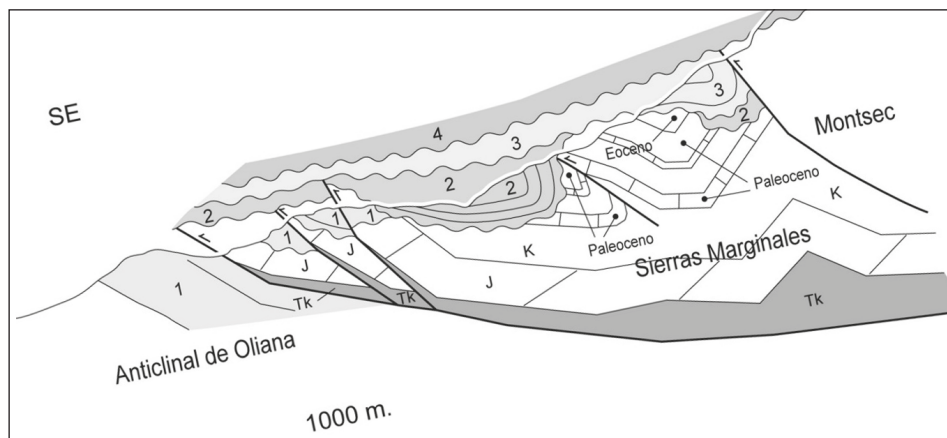 SE
4
3
3
2
Montsec
Eoceno
2
2
Paleoceno
2
1
1
K
1
Paleoceno
K
Sierras Marginales
J
J
J
1
Tk
Tk
Tk
Anticlinal de Oliana
1000 m.